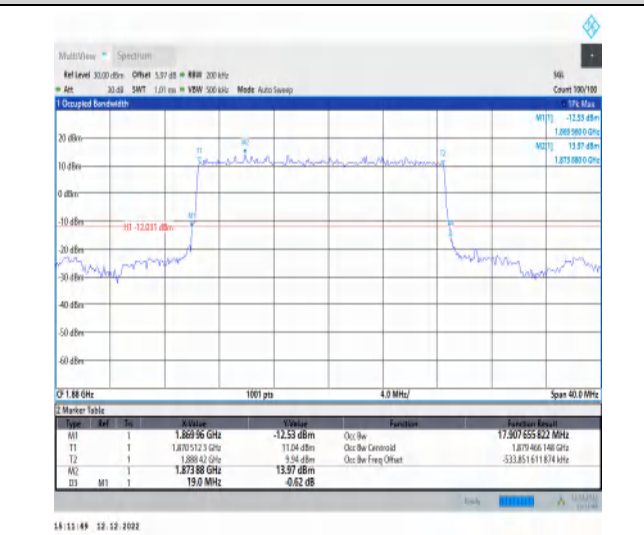 MultiView Spectrum
Ref Level 30.00 dBm Offset 5.97 dB RBW 200 kHz SGL
Att 30 dB SWT 1.01 ms VBW 500 kHz Mode Auto Sweep Count 100/100
1 Occupied Bandwidth 1Pk Max
M1[1] -12.53 dBm
1.869 960 0 GHz
M2[1] 13.97 dBm
1.873 880 0 GHz
20 dBm
T1 M2 T2
10 dBm
0 dBm
M1
-10 dBm
H1 -12.031 dBm
-20 dBm
-30 dBm
-40 dBm
-50 dBm
-60 dBm
CF 1.88 GHz 1001 pts 4.0 MHz/ Span 40.0 MHz
2 Marker Table
Type Ref Trc X-Value Y-Value Function Function Result
M1 1 1.869 96 GHz -12.53 dBm Occ Bw 17.907 655 822 MHz
T1 1 1.870 512 3 GHz 11.04 dBm Occ Bw Centroid 1.879 466 148 GHz
T2 1 1.888 42 GHz 9.94 dBm Occ Bw Freq Offset -533.851 611 874 kHz
M2 1 1.873 88 GHz 13.97 dBm
D3 M1 1 19.0 MHz -0.62 dB
Ready
15:11:49 12.12.2022